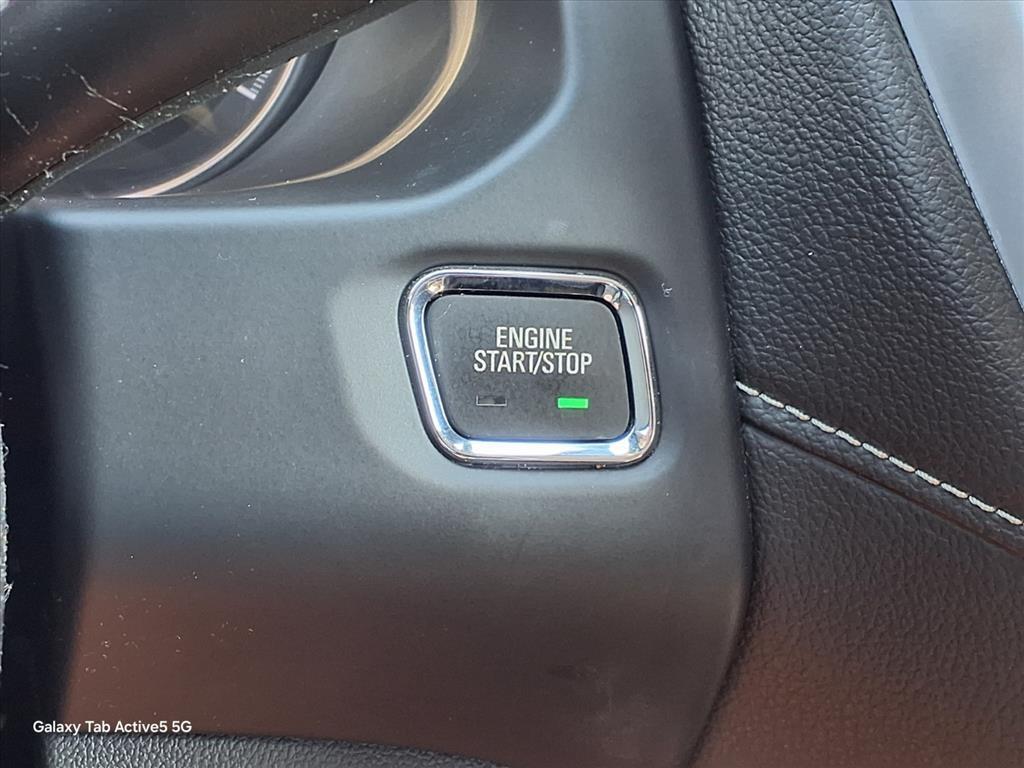 ENGINE
START/STOP
Galaxy Tab Active5 5G